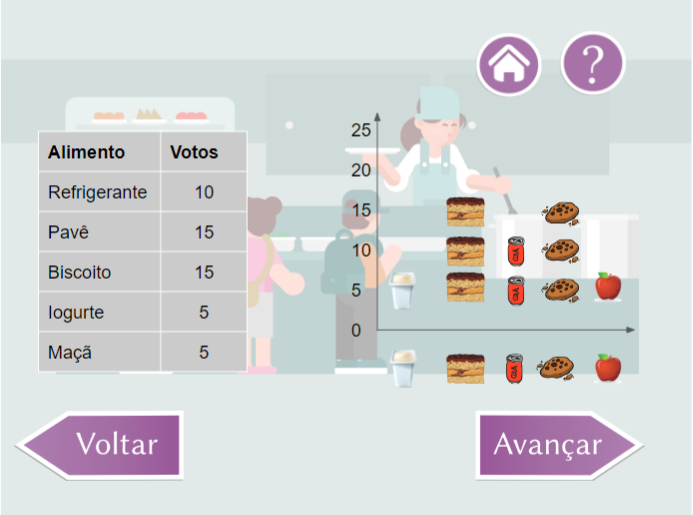 ?
Alimento Votos
Refrigerante 10
Pavê 15
Biscoito 15
Iogurte 5
Maçã 5
25
20
15
10
5
0
Voltar
Avançar